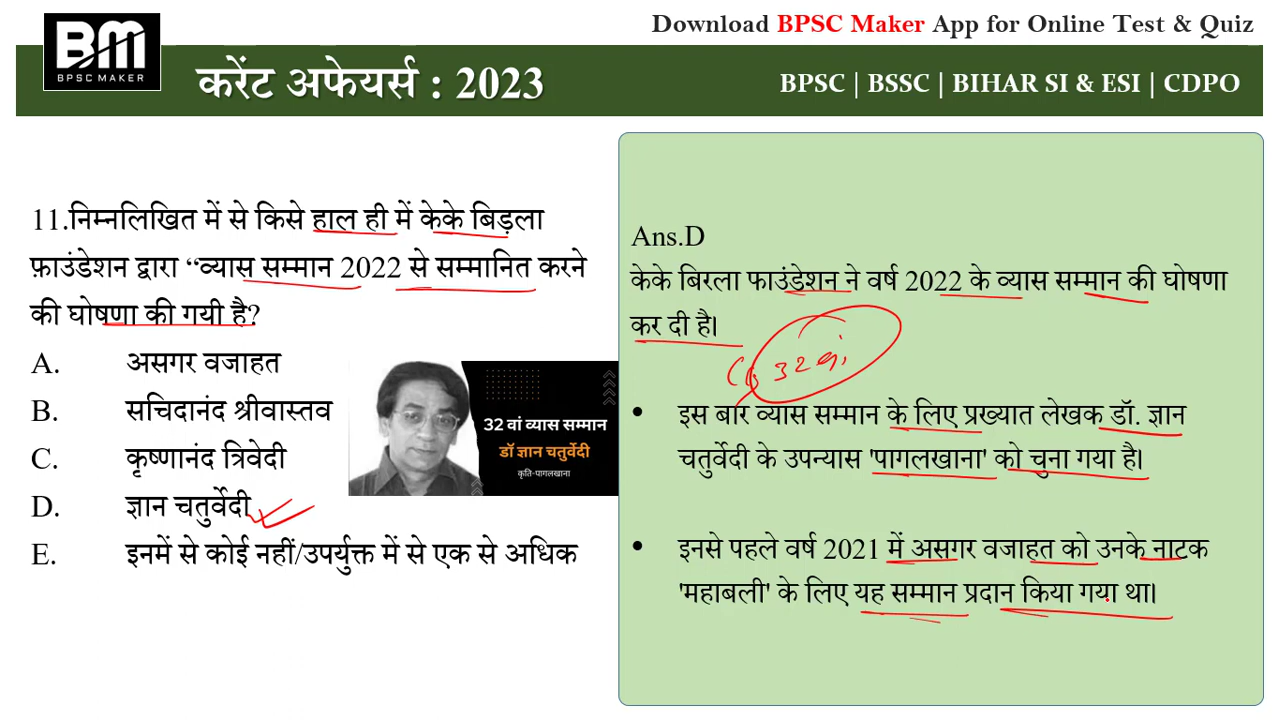 Download BPSC Maker App for Online Test & Quiz
BM
BPSC MAKER
करेंट अफेयर्स : 2023
BPSC | BSSC | BIHAR SI & ESI | CDPO
11.निम्नलिखित में से किसे हाल ही में केके बिड़ला
फ़ाउंडेशन द्वारा “व्यास सम्मान 2022 से सम्मानित करने
की घोषणा की गयी है?
A. असगर वजाहत
B. सचिदानंद श्रीवास्तव
C. कृष्णानंद त्रिवेदी
D. ज्ञान चतुर्वेदी
E. इनमें से कोई नहीं/उपर्युक्त में से एक से अधिक
32 वां व्यास सम्मान
डॉ ज्ञान चतुर्वेदी
कृति-पागलखाना
Ans.D
केके बिरला फाउंडेशन ने वर्ष 2022 के व्यास सम्मान की घोषणा
कर दी है।
32वां
• इस बार व्यास सम्मान के लिए प्रख्यात लेखक डॉ. ज्ञान
चतुर्वेदी के उपन्यास 'पागलखाना' को चुना गया है।
• इनसे पहले वर्ष 2021 में असगर वजाहत को उनके नाटक
'महाबली' के लिए यह सम्मान प्रदान किया गया था।